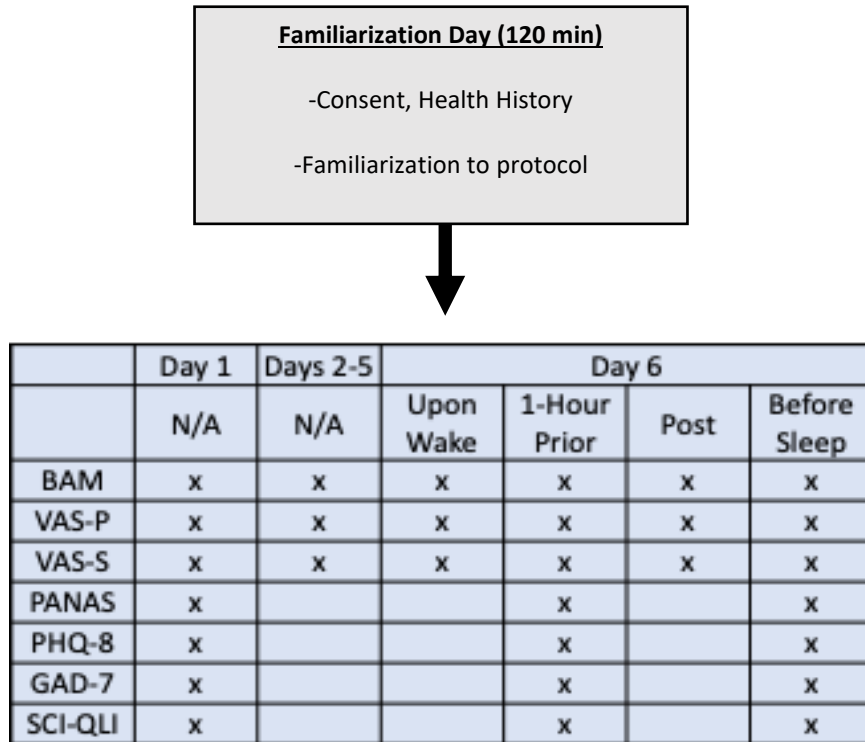 Familiarization Day (120 min)
-Consent, Health History
-Familiarization to protocol
Day 1 Days 2-5 Day 6
N/A N/A Upon Wake 1-Hour Prior Post Before Sleep
BAM x x x x x x
VAS-P x x x x x x
VAS-S x x x x x x
PANAS x x x
PHQ-8 x x x
GAD-7 x x x
SCI-QLI x x x